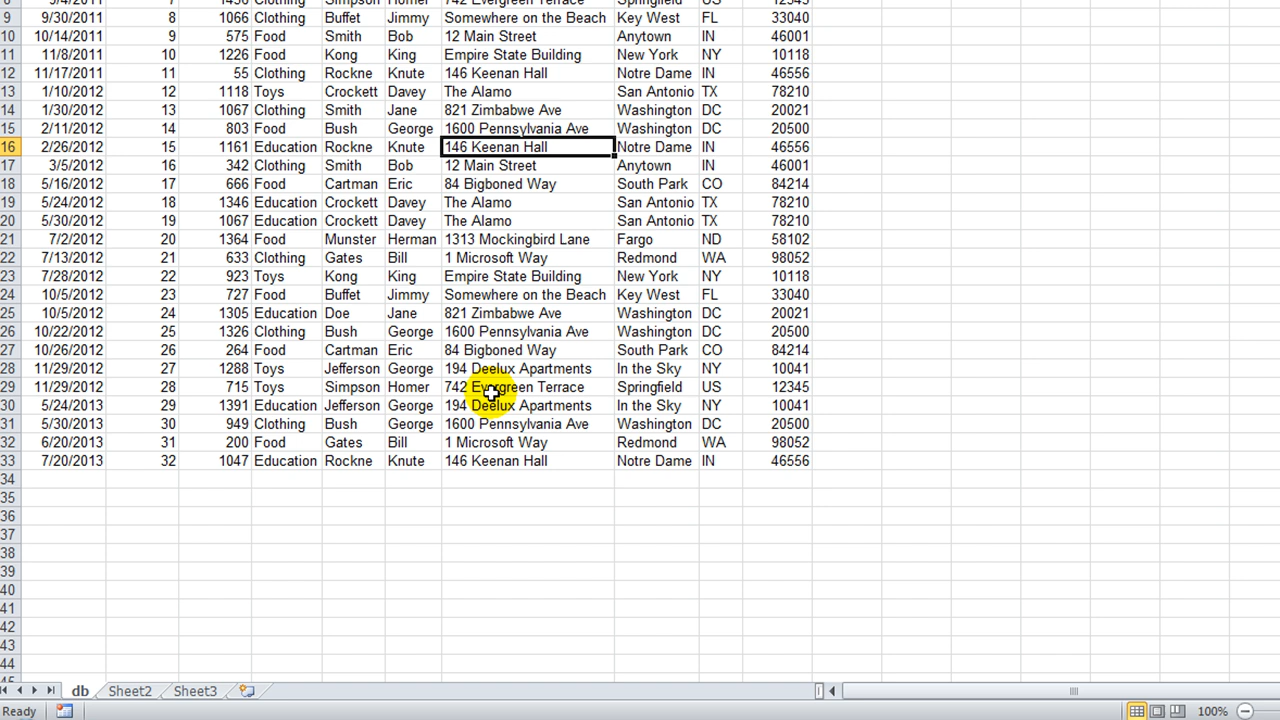 9 9/30/2011 8 1066 Clothing Buffet Jimmy Somewhere on the Beach Key West FL 33040
10 10/14/2011 9 575 Food Smith Bob 12 Main Street Anytown IN 46001
11 11/8/2011 10 1226 Food Kong King Empire State Building New York NY 10118
12 11/17/2011 11 55 Clothing Rockne Knute 146 Keenan Hall Notre Dame IN 46556
13 1/10/2012 12 1118 Toys Crockett Davey The Alamo San Antonio TX 78210
14 1/30/2012 13 1067 Clothing Smith Jane 821 Zimbabwe Ave Washington DC 20021
15 2/11/2012 14 803 Food Bush George 1600 Pennsylvania Ave Washington DC 20500
16 2/26/2012 15 1161 Education Rockne Knute 146 Keenan Hall Notre Dame IN 46556
17 3/5/2012 16 342 Clothing Smith Bob 12 Main Street Anytown IN 46001
18 5/16/2012 17 666 Food Cartman Eric 84 Bigboned Way South Park CO 84214
19 5/24/2012 18 1346 Education Crockett Davey The Alamo San Antonio TX 78210
20 5/30/2012 19 1067 Education Crockett Davey The Alamo San Antonio TX 78210
21 7/2/2012 20 1364 Food Munster Herman 1313 Mockingbird Lane Fargo ND 58102
22 7/13/2012 21 633 Clothing Gates Bill 1 Microsoft Way Redmond WA 98052
23 7/28/2012 22 923 Toys Kong King Empire State Building New York NY 10118
24 10/5/2012 23 727 Food Buffet Jimmy Somewhere on the Beach Key West FL 33040
25 10/5/2012 24 1305 Education Doe Jane 821 Zimbabwe Ave Washington DC 20021
26 10/22/2012 25 1326 Clothing Bush George 1600 Pennsylvania Ave Washington DC 20500
27 10/26/2012 26 264 Food Cartman Eric 84 Bigboned Way South Park CO 84214
28 11/29/2012 27 1288 Toys Jefferson George 194 Deelux Apartments In the Sky NY 10041
29 11/29/2012 28 715 Toys Simpson Homer 742 Evergreen Terrace Springfield US 12345
30 5/24/2013 29 1391 Education Jefferson George 194 Deelux Apartments In the Sky NY 10041
31 5/30/2013 30 949 Clothing Bush George 1600 Pennsylvania Ave Washington DC 20500
32 6/20/2013 31 200 Food Gates Bill 1 Microsoft Way Redmond WA 98052
33 7/20/2013 32 1047 Education Rockne Knute 146 Keenan Hall Notre Dame IN 46556
34
35
36
37
38
39
40
41
42
43
44
db Sheet2 Sheet3
Ready 100%